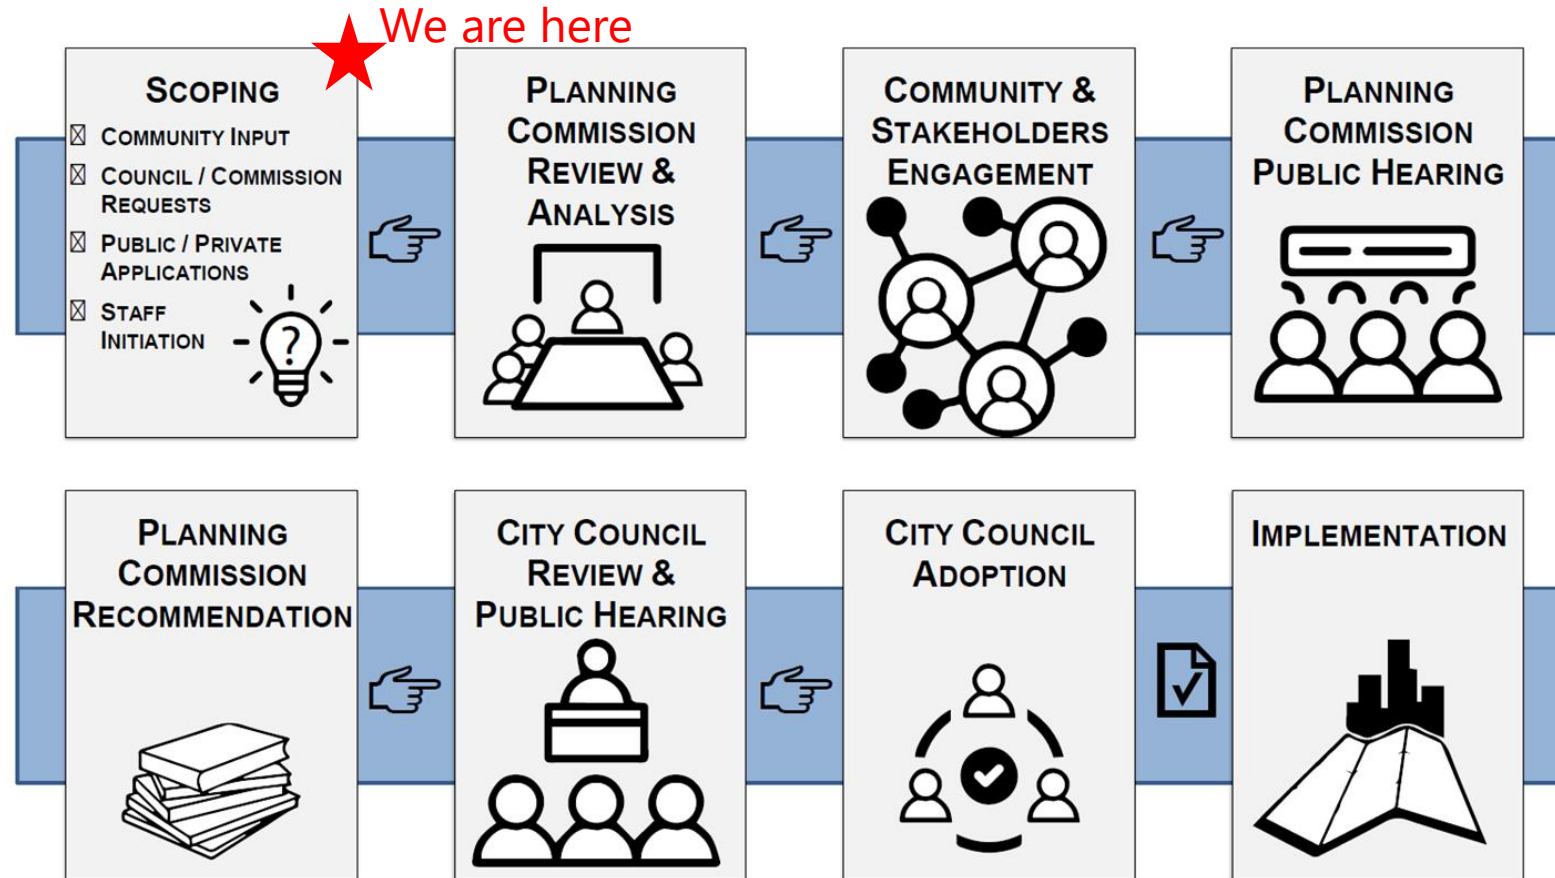 We are here
SCOPING
COMMUNITY INPUT
COUNCIL / COMMISSION
REQUESTS
PUBLIC / PRIVATE
APPLICATIONS
STAFF
INITIATION
?
PLANNING
COMMISSION
REVIEW &
ANALYSIS
COMMUNITY &
STAKEHOLDERS
ENGAGEMENT
PLANNING
COMMISSION
PUBLIC HEARING
PLANNING
COMMISSION
RECOMMENDATION
CITY COUNCIL
REVIEW &
PUBLIC HEARING
CITY COUNCIL
ADOPTION
IMPLEMENTATION